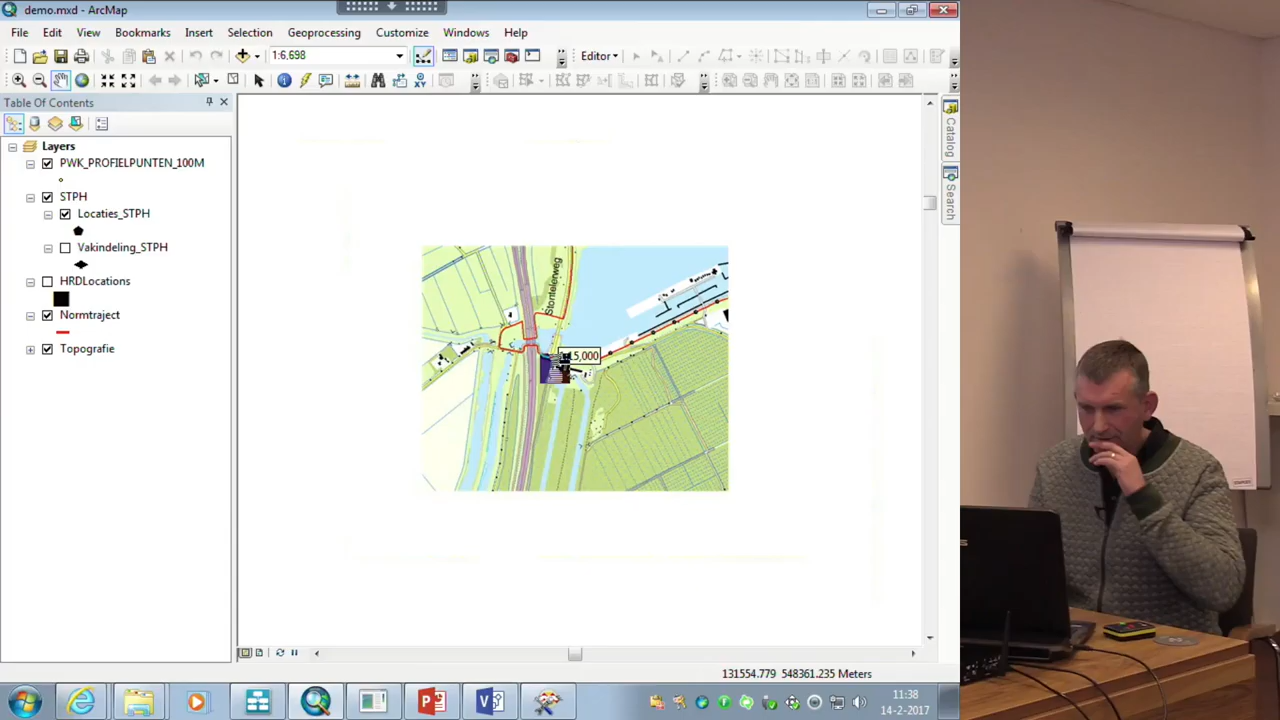 demo.mxd - ArcMap
File Edit View Bookmarks Insert Selection Geoprocessing Customize Windows Help
1:6,698
Editor
Table Of Contents
Layers
PWK_PROFIELPUNTEN_100M
STPH
Locaties_STPH
Vakindeling_STPH
HRDLocations
Normtraject
Topografie
Stontelerweg
4
15,000
Catalog
Search
131554.779 548361.235 Meters
11:38
14-2-2017